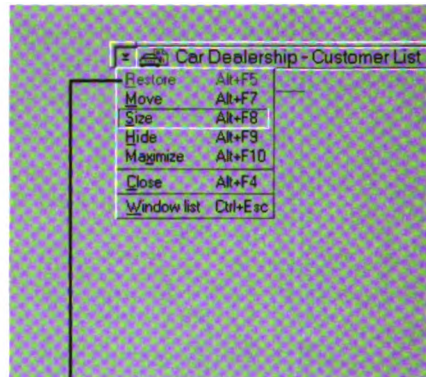 Car Dealership - Customer List
Restore Alt+F5
Move Alt+F7
Size Alt+F8
Hide Alt+F9
Maximize Alt+F10
Close Alt+F4
Window list Ctrl+Esc